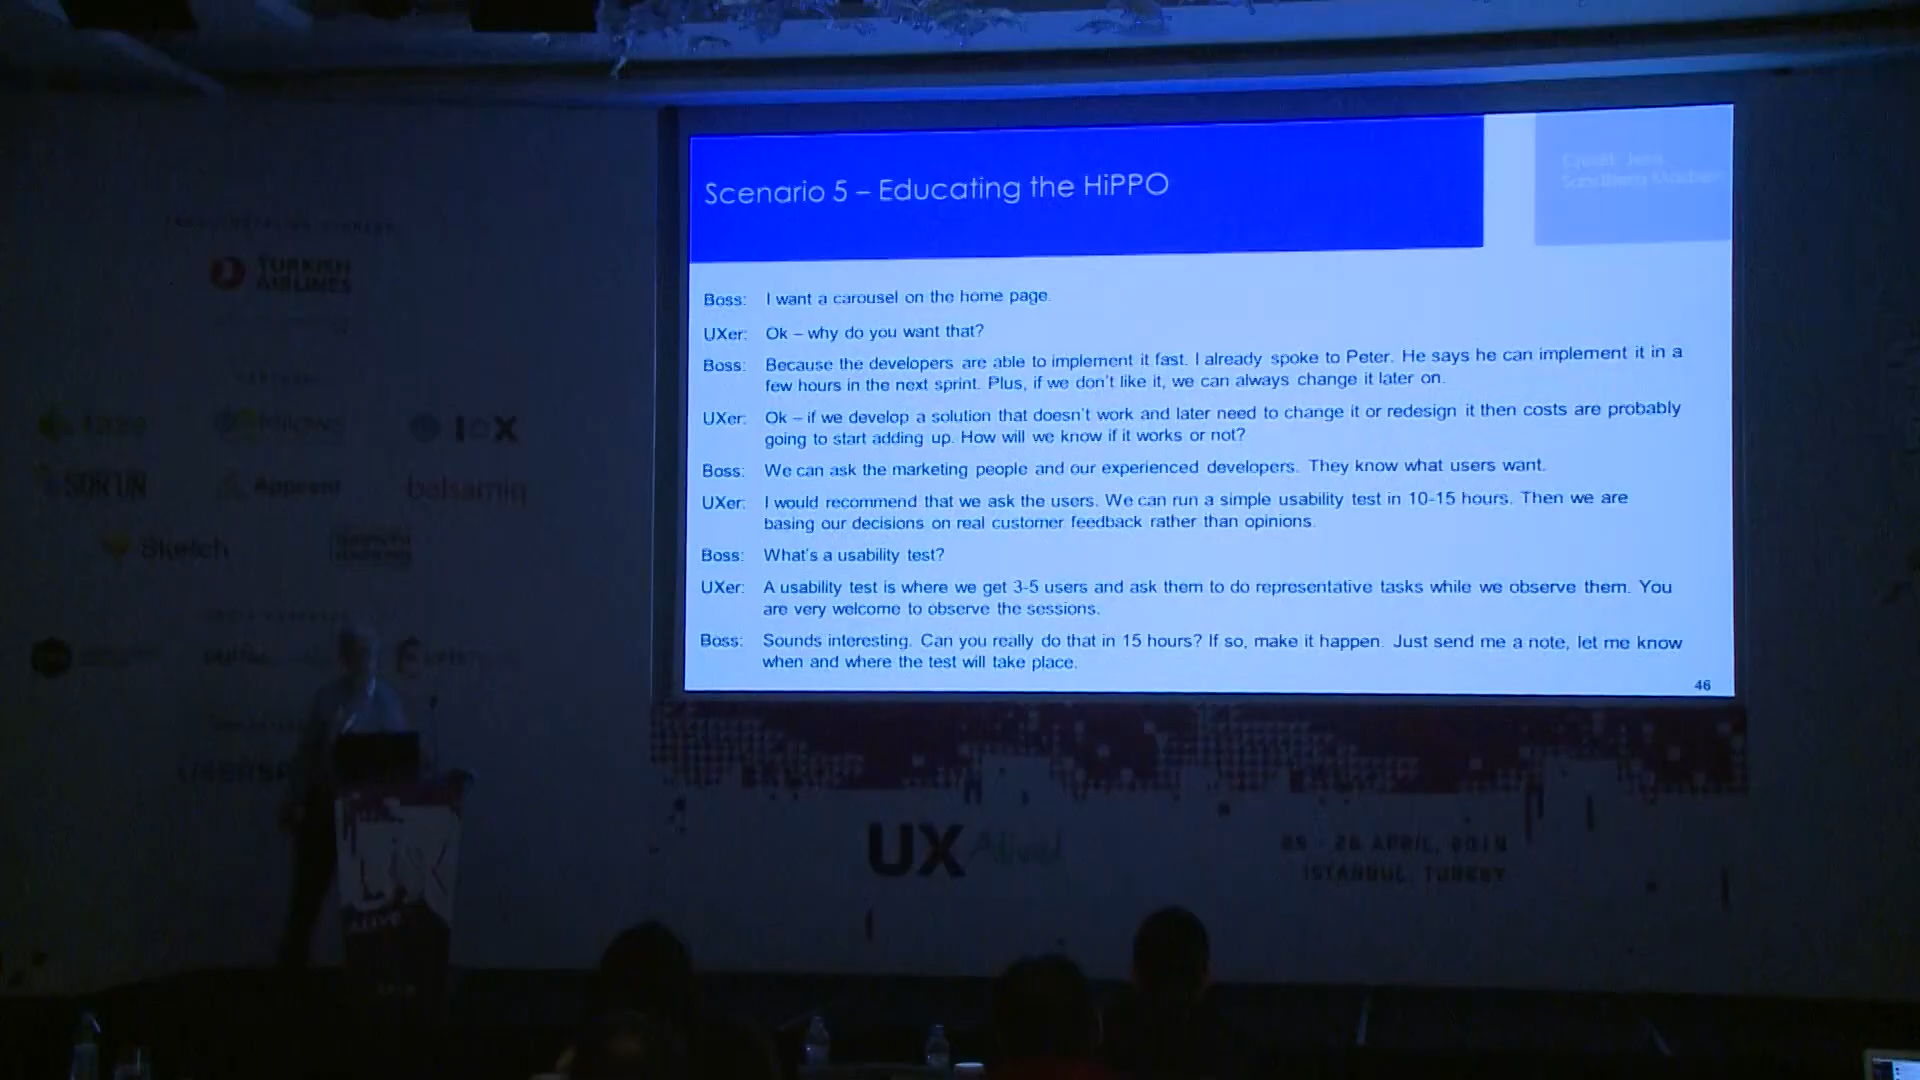 Scenario 5 – Educating the HiPPO
Boss: I want a carousel on the home page.
UXer: Ok – why do you want that?
Boss: Because the developers are able to implement it fast. I already spoke to Peter. He says he can implement it in a
few hours in the next sprint. Plus, if we don't like it, we can always change it later on.
UXer: Ok – if we develop a solution that doesn't work and later need to change it or redesign it then costs are probably
going to start adding up. How will we know if it works or not?
Boss: We can ask the marketing people and our experienced developers. They know what users want.
UXer: I would recommend that we ask the users. We can run a simple usability test in 10-15 hours. Then we are
basing our decisions on real customer feedback rather than opinions.
Boss: What's a usability test?
UXer: A usability test is where we get 3-5 users and ask them to do representative tasks while we observe them. You
are very welcome to observe the sessions.
Boss: Sounds interesting. Can you really do that in 15 hours? If so, make it happen. Just send me a note, let me know
when and where the test will take place.
46
TURKISH
AIRLINES
balsamiq
Sketch
UX Alive!
APRIL,
ISTANBUL, TURKEY